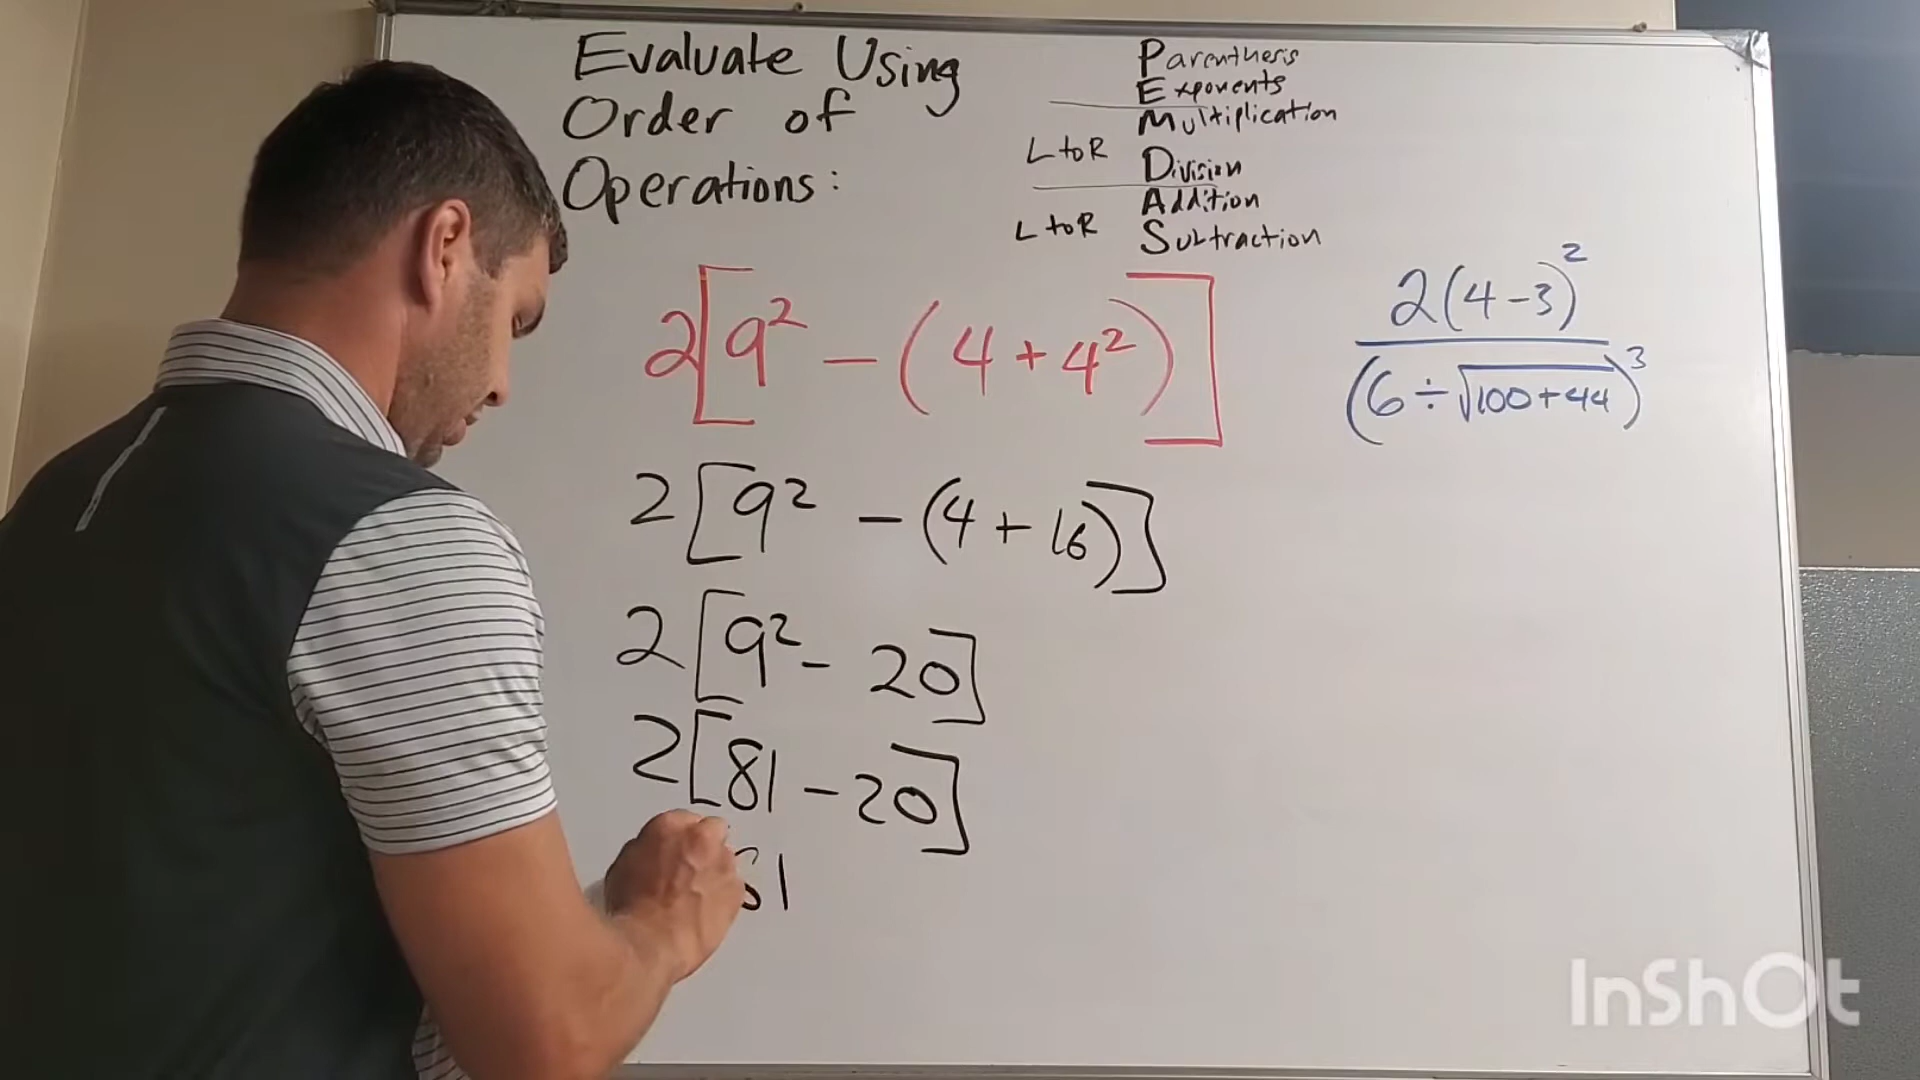 Evaluate Using
Order of
Operations:
Parenthesis
Exponents
Multiplication
L to R
Division
Addition
L to R
Subtraction
2[9² − (4 + 4²)]
2[9² − (4 + 16)]
2[9² − 20]
2[81 − 20]
61
2(4 − 3)²
(6 ÷ √100 + 44)³
InShOt